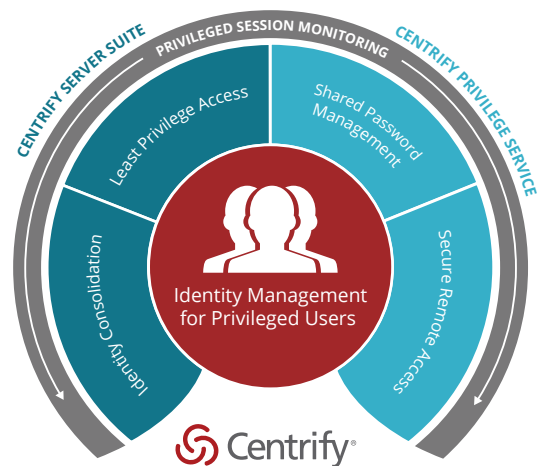 PRIVILEGED SESSION MONITORING
CENTRIFY SERVER SUITE
CENTRIFY PRIVILEGE SERVICE
Least Privilege Access
Shared Password
Management
Identity Consolidation
Secure Remote Access
Identity Management
for Privileged Users
Centrify®